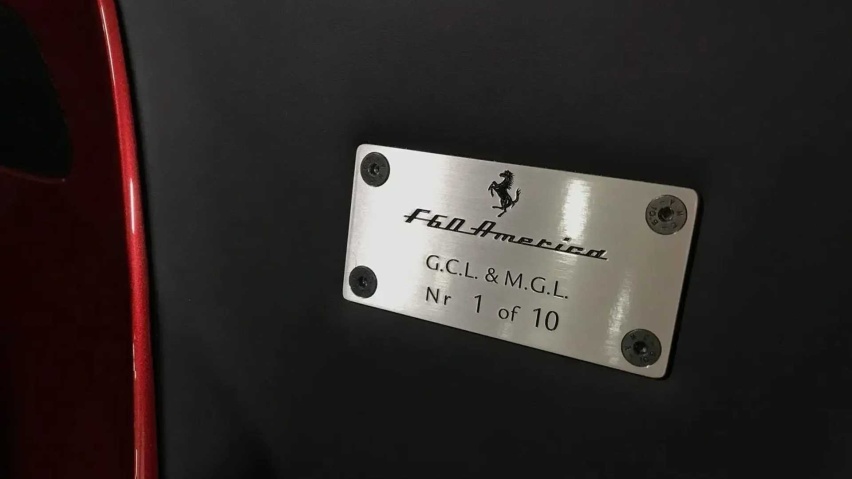 F60 America
G.C.L. & M.G.L.
Nr 1 of 10